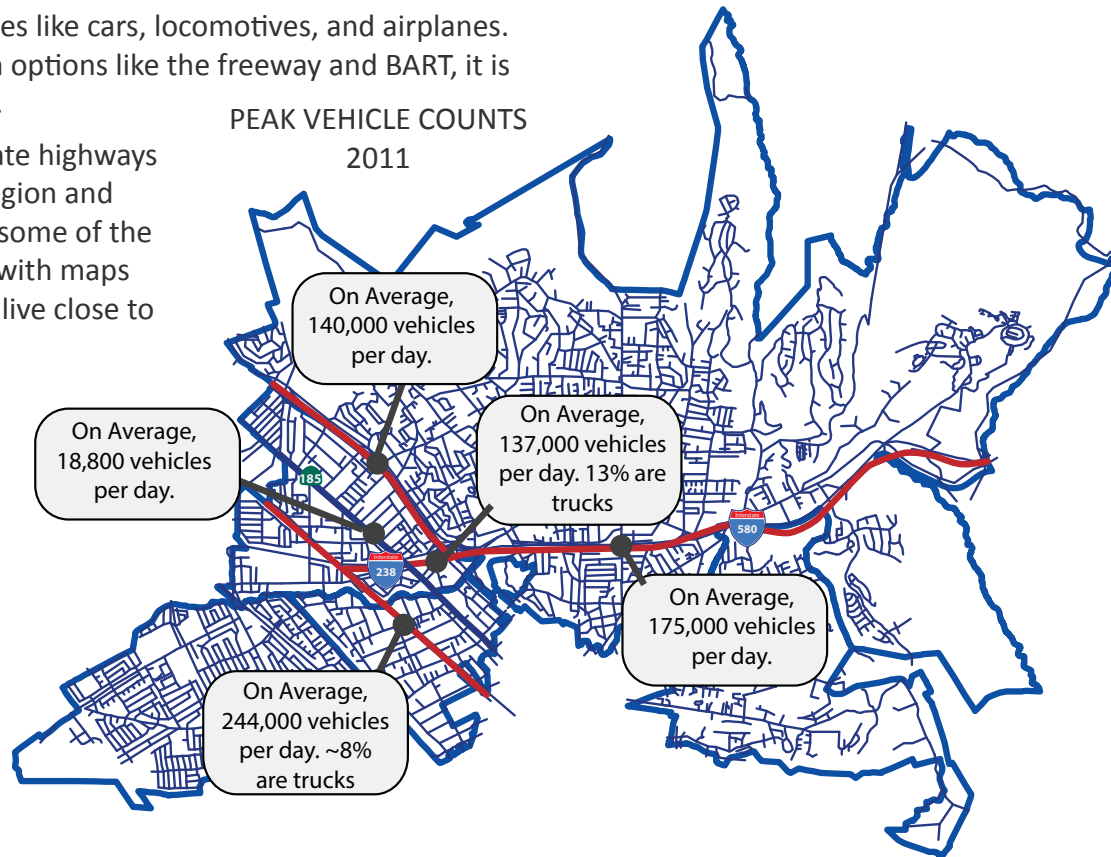 es like cars, locomotives, and airplanes.
options like the freeway and BART, it is
PEAK VEHICLE COUNTS
2011
ate highways
gion and
some of the
with maps
live close to
On Average,
140,000 vehicles
per day.
On Average,
18,800 vehicles
per day.
185
On Average,
137,000 vehicles
per day. 13% are
trucks
Interstate
238
Interstate
580
On Average,
175,000 vehicles
per day.
On Average,
244,000 vehicles
per day. ~8%
are trucks